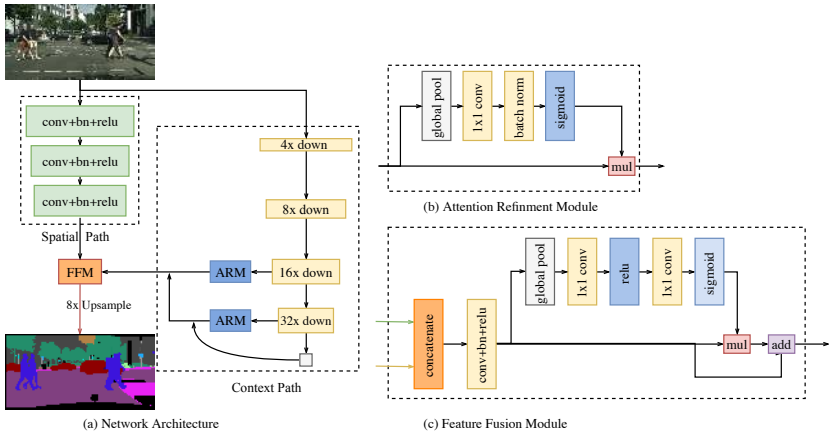 conv+bn+relu
conv+bn+relu
conv+bn+relu
Spatial Path
FFM
8x Upsample
4x down
8x down
ARM
16x down
ARM
32x down
Context Path
(a) Network Architecture
global pool
1x1 conv
batch norm
sigmoid
mul
(b) Attention Refinment Module
global pool
1x1 conv
relu
1x1 conv
sigmoid
concatenate
conv+bn+relu
mul
add
(c) Feature Fusion Module